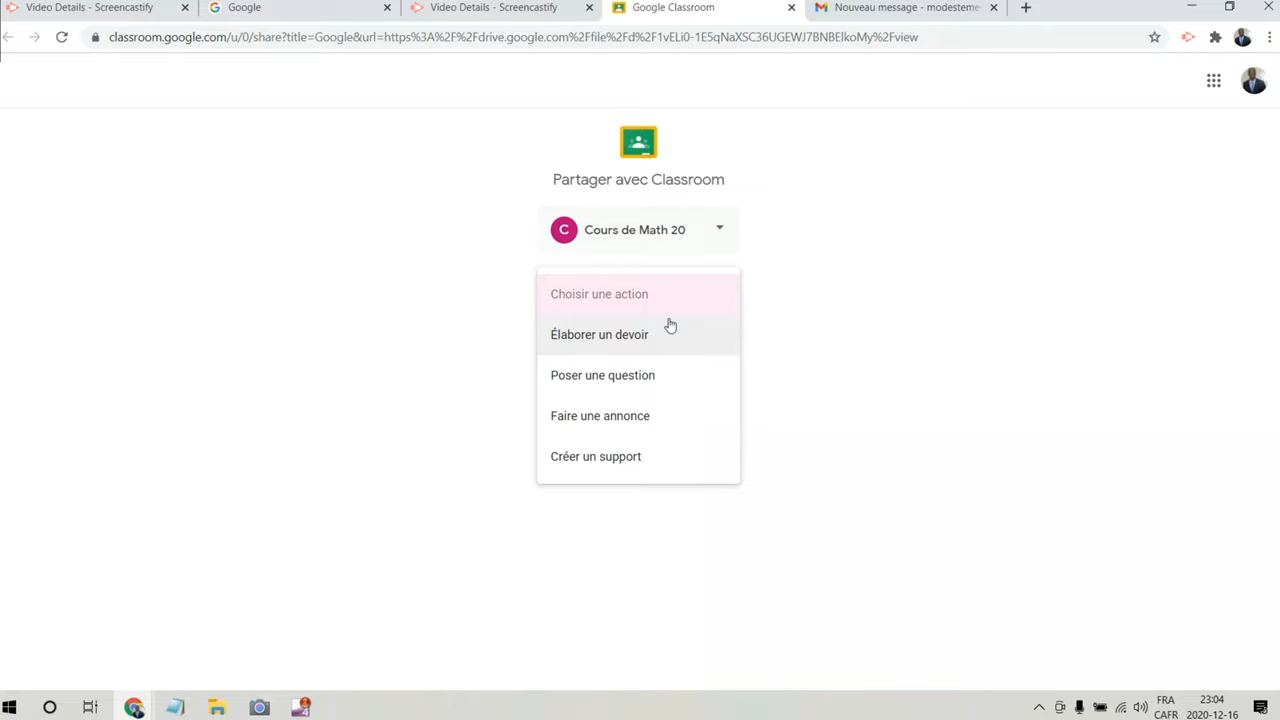 Video Details - Screencastify
Google
Video Details - Screencastify
Google Classroom
Nouveau message - modesteme
classroom.google.com/u/0/share?title=Google&url=https%3A%2F%2Fdrive.google.com%2Ffile%2Fd%2F1vELi0-1E5qNaXSC36UGEWJ7BNBElkoMy%2Fview
Partager avec Classroom
C Cours de Math 20
Choisir une action
Élaborer un devoir
Poser une question
Faire une annonce
Créer un support
4
FRA
CAFR
23:04
2020-12-16